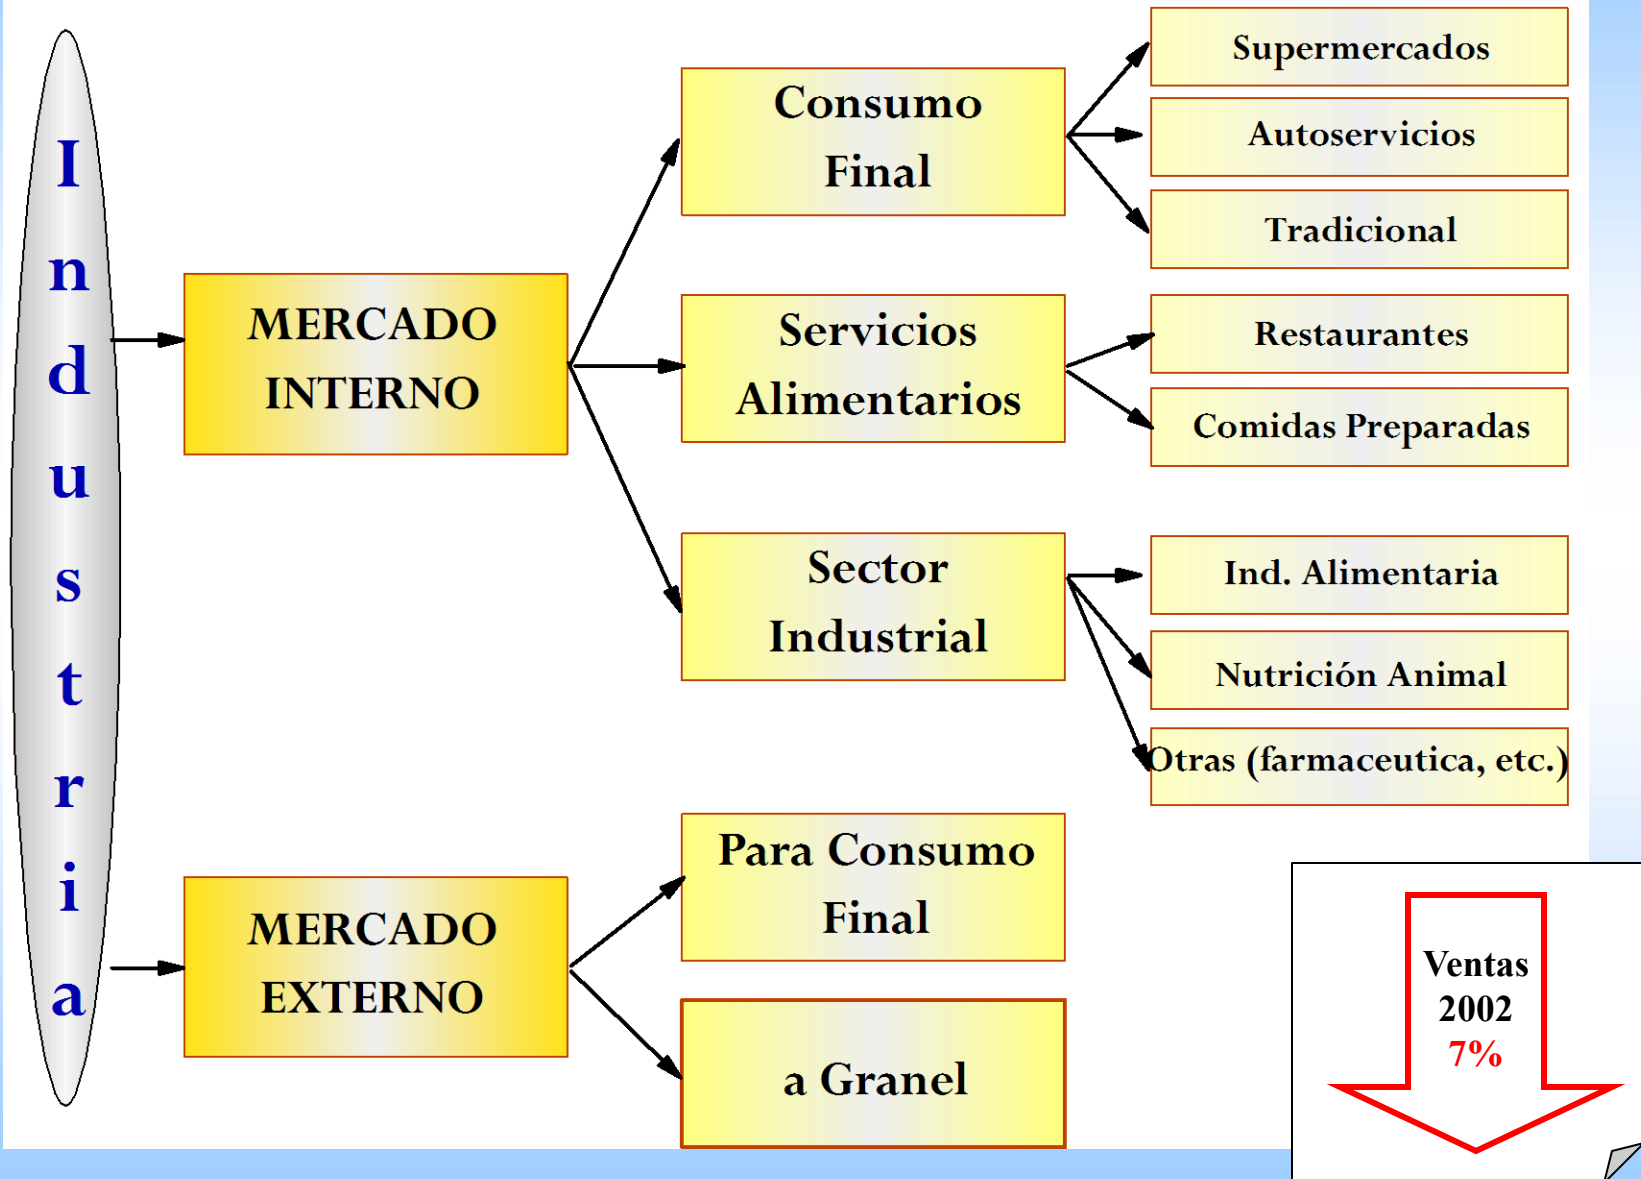 Industria
MERCADO
INTERNO
Consumo
Final
Supermercados
Autoservicios
Tradicional
Servicios
Alimentarios
Restaurantes
Comidas Preparadas
Sector
Industrial
Ind. Alimentaria
Nutrición Animal
Otras (farmaceutica, etc.)
MERCADO
EXTERNO
Para Consumo
Final
a Granel
Ventas
2002
7%